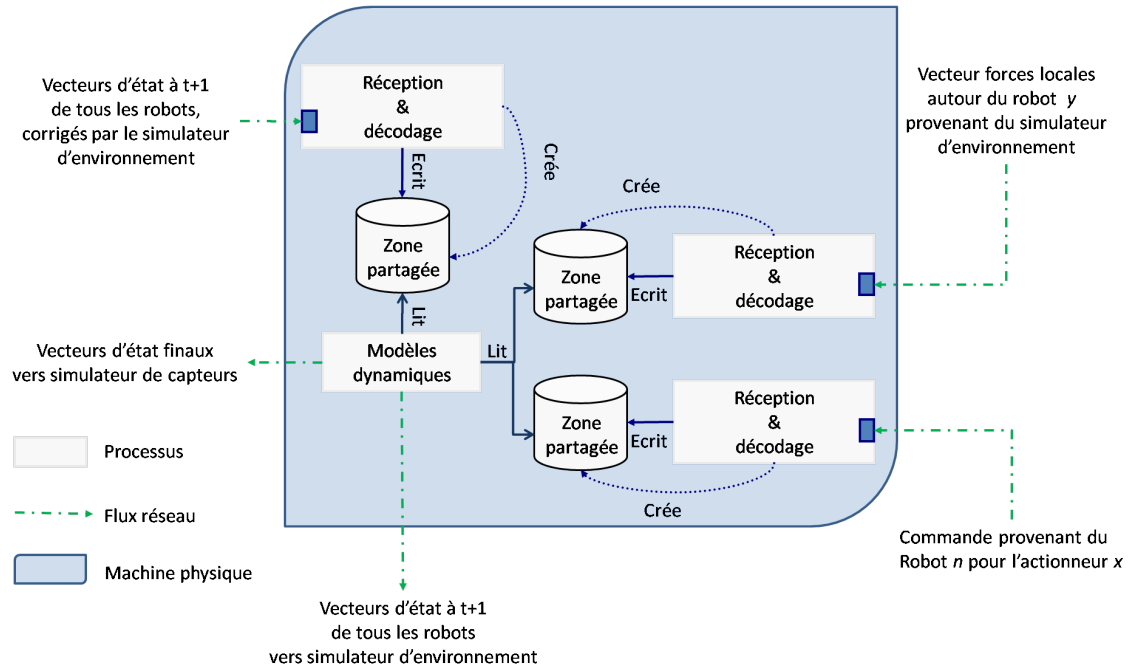 Vecteurs d'état à t+1
de tous les robots,
corrigés par le simulateur
d'environnement
Réception
&
décodage
Ecrit
Crée
Zone
partagée
Lit
Modèles
dynamiques
Lit
Crée
Zone
partagée
Ecrit
Réception
&
décodage
Vecteur forces locales
autour du robot y
provenant du simulateur
d'environnement
Zone
partagée
Ecrit
Réception
&
décodage
Crée
Commande provenant du
Robot n pour l'actionneur x
Vecteurs d'état finaux
vers simulateur de capteurs
Processus
Flux réseau
Machine physique
Vecteurs d'état à t+1
de tous les robots
vers simulateur d'environnement